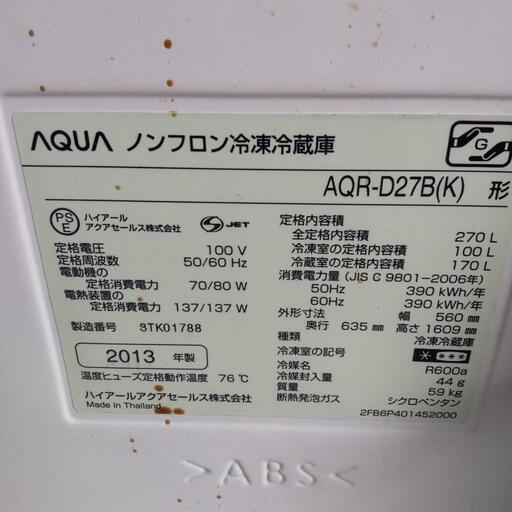 AQUA ノンフロン冷凍冷蔵庫
G
AQR-D27B(K) 形
PS E ハイアール アクアセールス株式会社 JET
定格電圧 100 V
定格周波数 50/60 Hz
電動機の
定格消費電力 70/80 W
電熱装置の
定格消費電力 137/137 W
製造番号 3TK01788
2013 年製
温度ヒューズ定格動作温度 76℃
ハイアールアクアセールス株式会社
Made in Thailand
定格内容積
全定格内容積 270 L
冷凍室の定格内容積 100 L
冷蔵室の定格内容積 170 L
消費電力量 (JIS C 9801-2006年)
50Hz 390 kWh/年
60Hz 390 kWh/年
外形寸法 幅 560 mm
奥行 635 mm 高さ 1609 mm
種類 冷凍冷蔵庫
冷凍室の記号 * ***
冷媒名 R600a
冷媒封入量 44 g
質量 59 kg
断熱発泡ガス シクロペンタン
2FB6P401452000
>ABS<